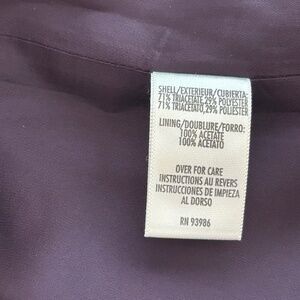 SHELL/EXTERIEUR/CUBIERTA:
71% TRIACETATE, 29% POLYESTER
71% TRIACETATO, 29% POLIESTER
LINING/DOUBLURE/FORRO:
100% ACETATE
100% ACETATO
OVER FOR CARE
INSTRUCTIONS AU REVERS
INSTRUCCIONES DE LIMPIEZA
AL DORSO
RN 93986